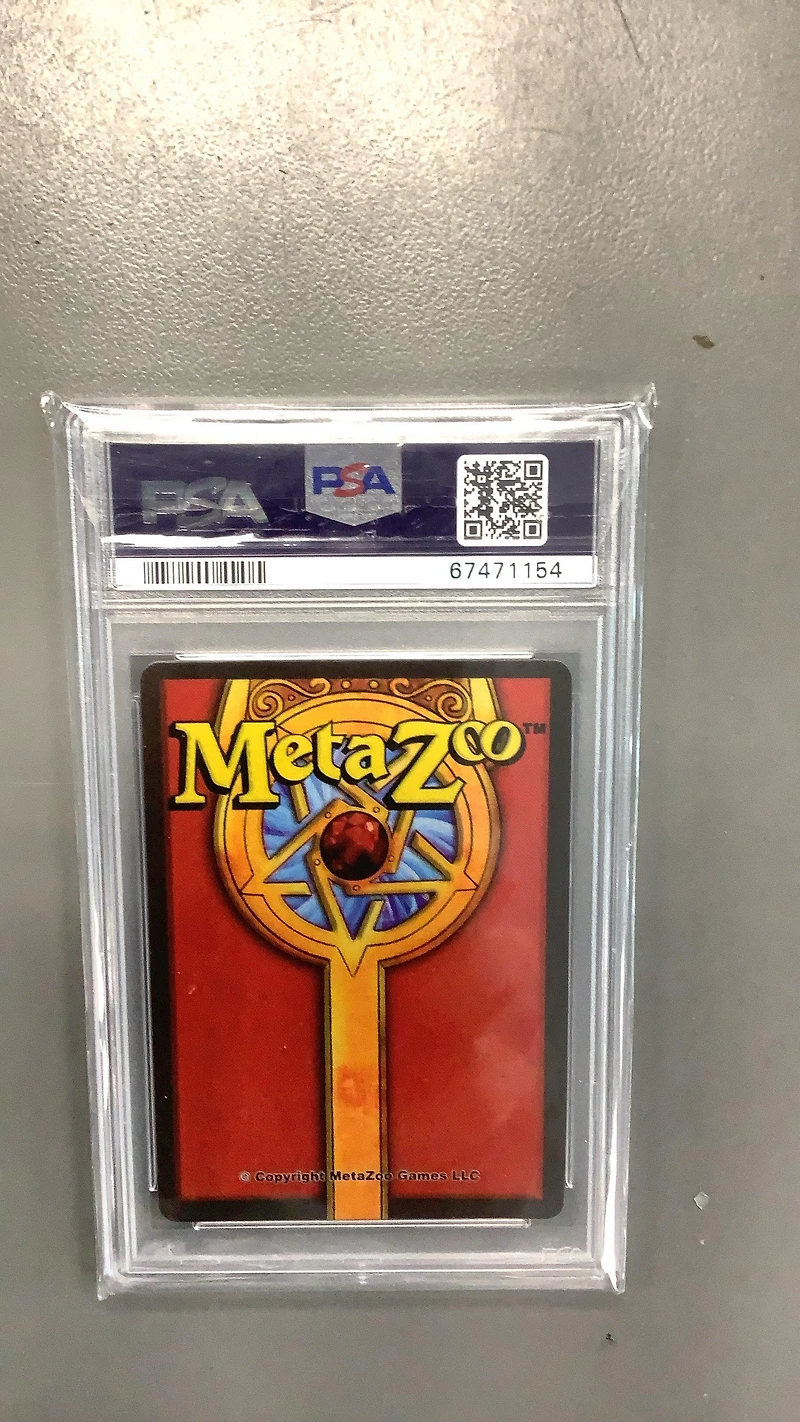 PSA PSA
67471154
MetaZoo™
© Copyright MetaZoo Games LLC